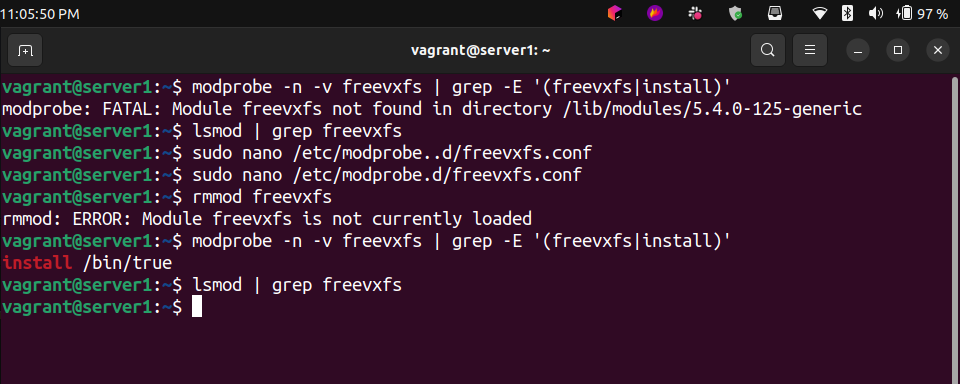 11:05:50 PM
97 %
vagrant@server1: ~
vagrant@server1:~$ modprobe -n -v freevxfs | grep -E '(freevxfs|install)'
modprobe: FATAL: Module freevxfs not found in directory /lib/modules/5.4.0-125-generic
vagrant@server1:~$ lsmod | grep freevxfs
vagrant@server1:~$ sudo nano /etc/modprobe..d/freevxfs.conf
vagrant@server1:~$ sudo nano /etc/modprobe.d/freevxfs.conf
vagrant@server1:~$ rmmod freevxfs
rmmod: ERROR: Module freevxfs is not currently loaded
vagrant@server1:~$ modprobe -n -v freevxfs | grep -E '(freevxfs|install)'
install /bin/true
vagrant@server1:~$ lsmod | grep freevxfs
vagrant@server1:~$